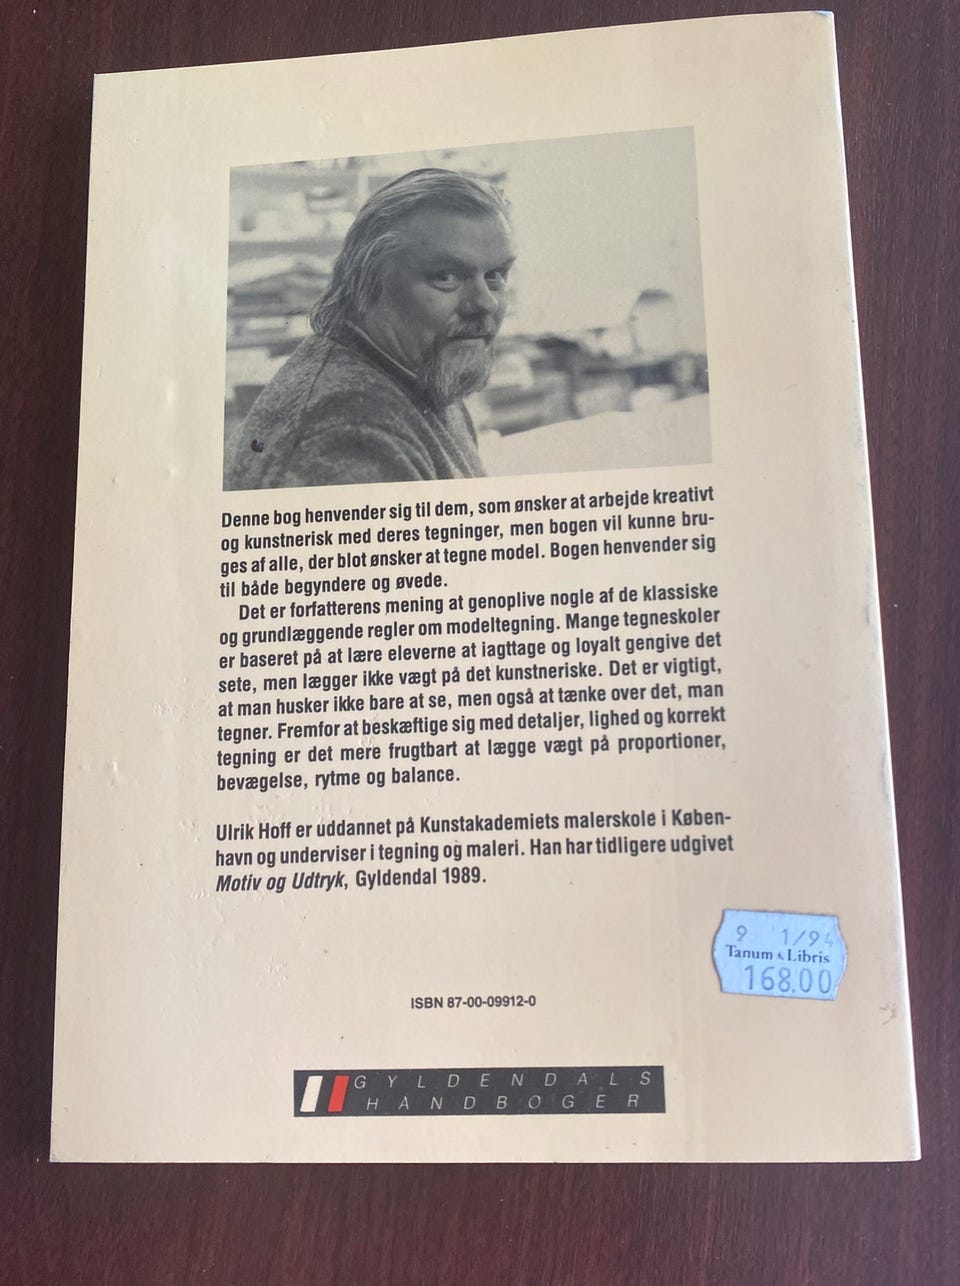 Denne bog henvender sig til dem, som ønsker at arbejde kreativt
og kunstnerisk med deres tegninger, men bogen vil kunne bru-
ges af alle, der blot ønsker at tegne model. Bogen henvender sig
til både begyndere og øvede.
Det er forfatterens mening at genoplive nogle af de klassiske
og grundlæggende regler om modeltegning. Mange tegneskoler
er baseret på at lære eleverne at iagttage og loyalt gengive det
sete, men lægger ikke vægt på det kunstneriske. Det er vigtigt,
at man husker ikke bare at se, men også at tænke over det, man
tegner. Fremfor at beskæftige sig med detaljer, lighed og korrekt
tegning er det mere frugtbart at lægge vægt på proportioner,
bevægelse, rytme og balance.
Ulrik Hoff er uddannet på Kunstakademiets malerskole i Køben-
havn og underviser i tegning og maleri. Han har tidligere udgivet
Motiv og Udtryk, Gyldendal 1989.
9 1/94
Tanum & Libris
168.00
ISBN 87-00-09912-0
GYLDENDALS
HÅNDBØGER